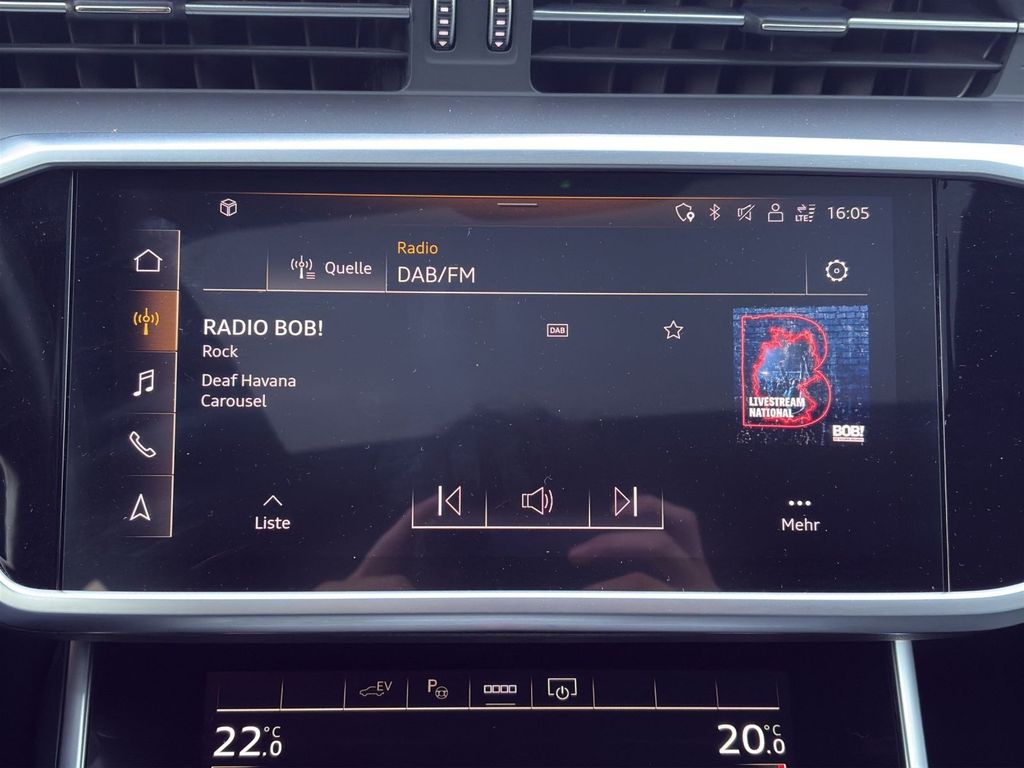 LTE 16:05
Quelle
Radio
DAB/FM
RADIO BOB!
DAB
Rock
Deaf Havana
Carousel
LIVESTREAM
NATIONAL
BOB!
Liste
Mehr
EV
P
22.0 °C
20.0 °C